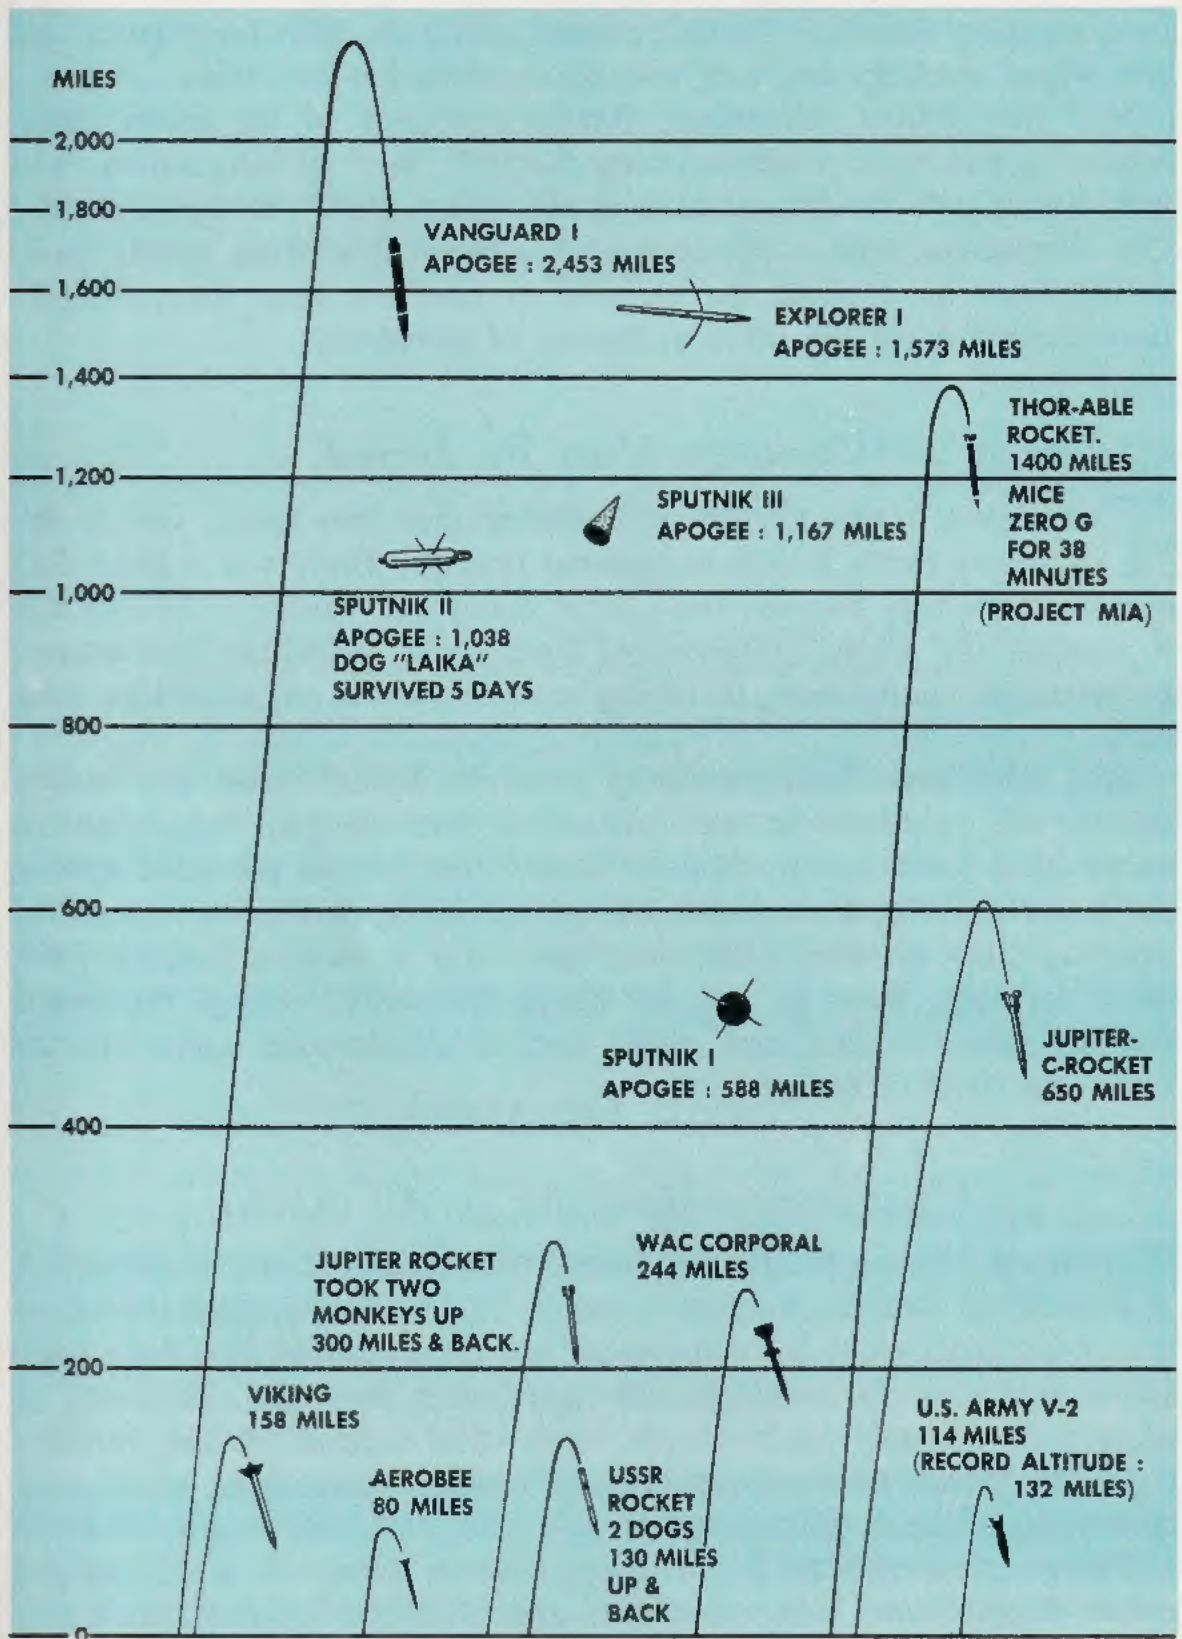 MILES
2,000
1,800
VANGUARD I
APOGEE : 2,453 MILES
1,600
EXPLORER I
APOGEE : 1,573 MILES
1,400
THOR-ABLE
ROCKET.
1400 MILES
MICE
ZERO G
FOR 38
MINUTES
(PROJECT MIA)
1,200
SPUTNIK III
APOGEE : 1,167 MILES
1,000
SPUTNIK II
APOGEE : 1,038
DOG "LAIKA"
SURVIVED 5 DAYS
800
600
SPUTNIK I
APOGEE : 588 MILES
JUPITER-
C-ROCKET
650 MILES
400
JUPITER ROCKET
TOOK TWO
MONKEYS UP
300 MILES & BACK.
WAC CORPORAL
244 MILES
200
VIKING
158 MILES
AEROBEE
80 MILES
USSR
ROCKET
2 DOGS
130 MILES
UP &
BACK
U.S. ARMY V-2
114 MILES
(RECORD ALTITUDE :
132 MILES)
0